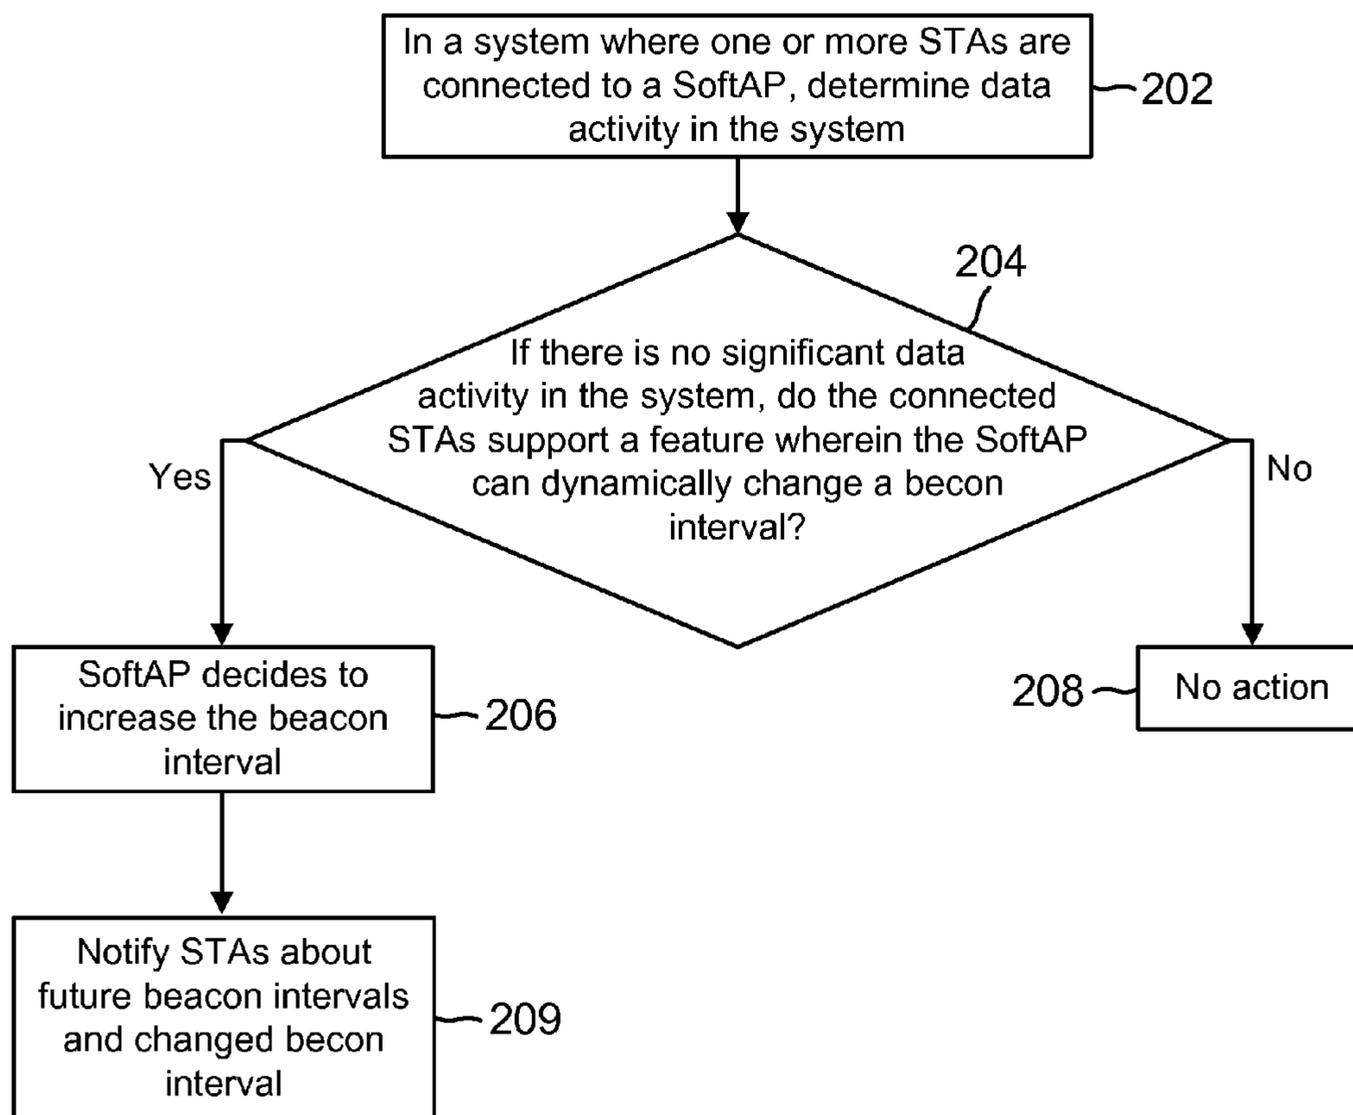 In a system where one or more STAs are
connected to a SoftAP, determine data
activity in the system
202
204
If there is no significant data
activity in the system, do the connected
STAs support a feature wherein the SoftAP
can dynamically change a becon
interval?
Yes
No
SoftAP decides to
increase the beacon
interval
206
208
No action
Notify STAs about
future beacon intervals
and changed becon
interval
209